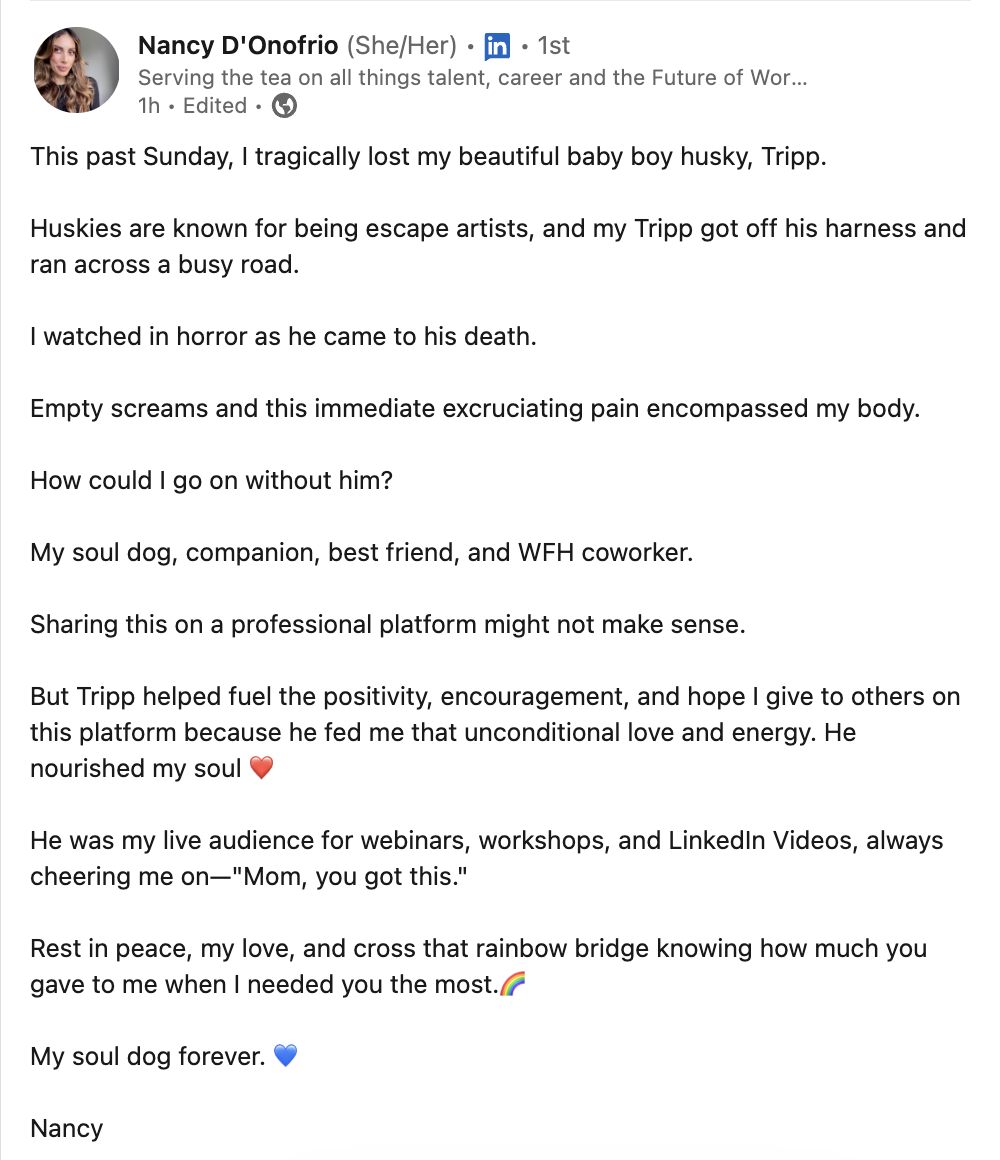 Nancy D'Onofrio (She/Her) • in • 1st
Serving the tea on all things talent, career and the Future of Wor...
1h • Edited •
This past Sunday, I tragically lost my beautiful baby boy husky, Tripp.
Huskies are known for being escape artists, and my Tripp got off his harness and
ran across a busy road.
I watched in horror as he came to his death.
Empty screams and this immediate excruciating pain encompassed my body.
How could I go on without him?
My soul dog, companion, best friend, and WFH coworker.
Sharing this on a professional platform might not make sense.
But Tripp helped fuel the positivity, encouragement, and hope I give to others on
this platform because he fed me that unconditional love and energy. He
nourished my soul ❤️
He was my live audience for webinars, workshops, and LinkedIn Videos, always
cheering me on—"Mom, you got this."
Rest in peace, my love, and cross that rainbow bridge knowing how much you
gave to me when I needed you the most.🌈
My soul dog forever. 💙
Nancy